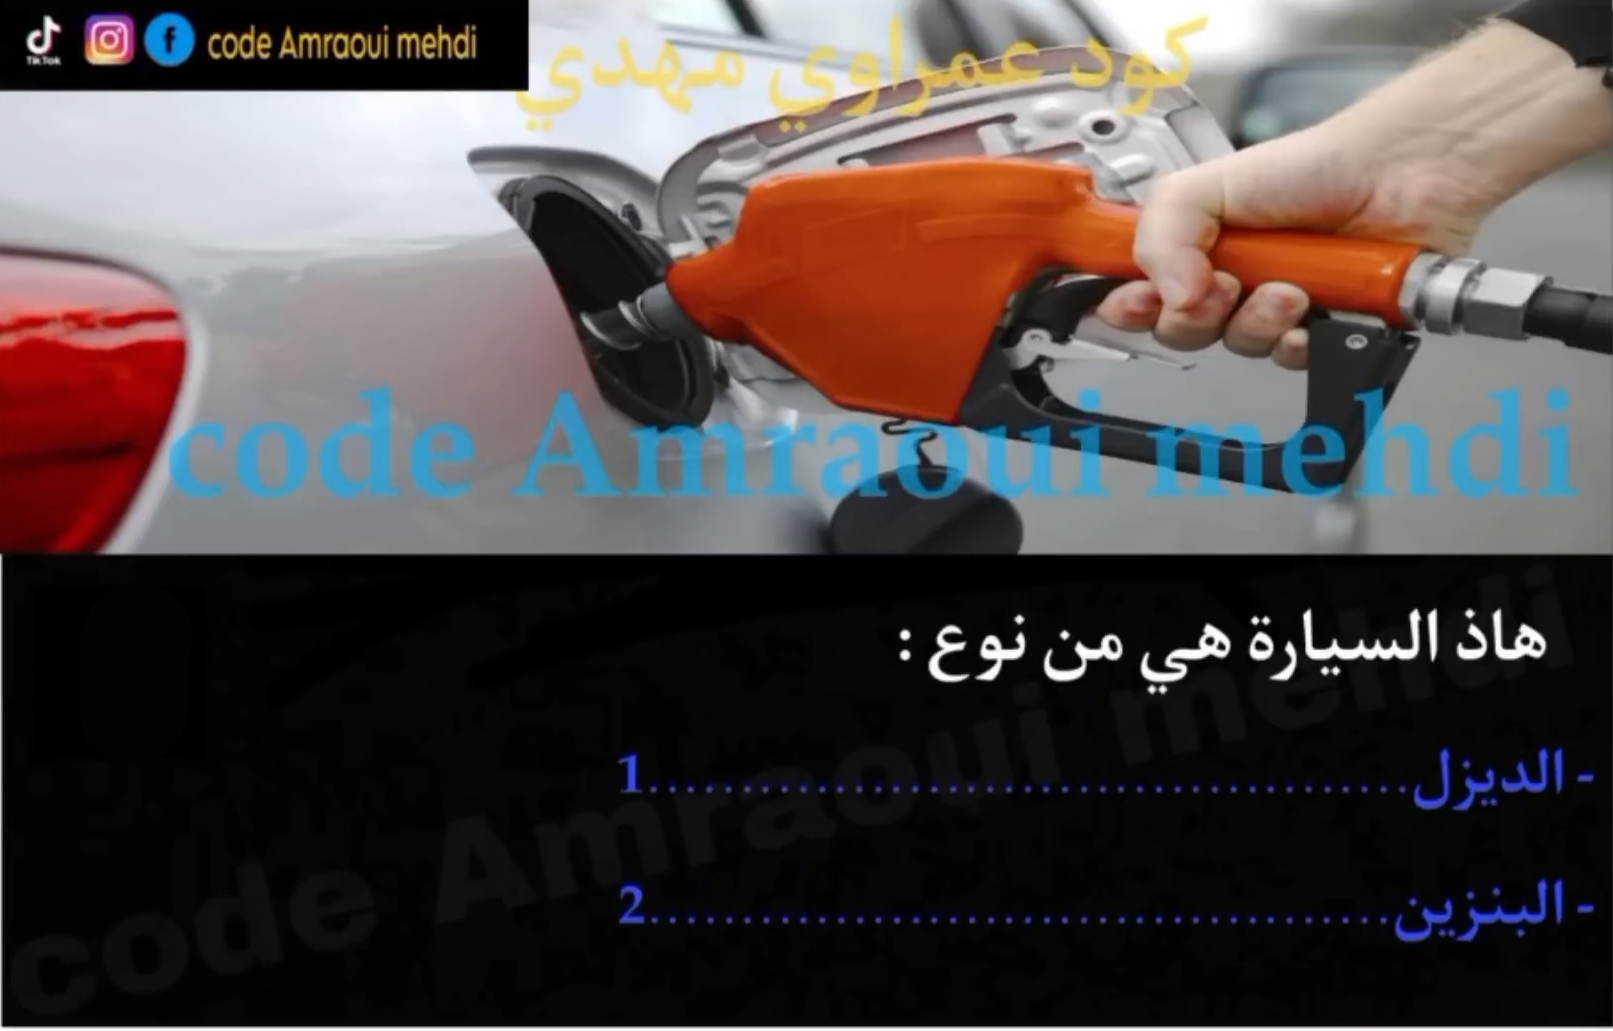 TikTok
code Amraoui mehdi
كود عمراوي مهدي
code Amraoui mehdi
هاذ السيارة هي من نوع :
- الديزل..........................................1
- البنزين.........................................2
code Amraoui mehdi